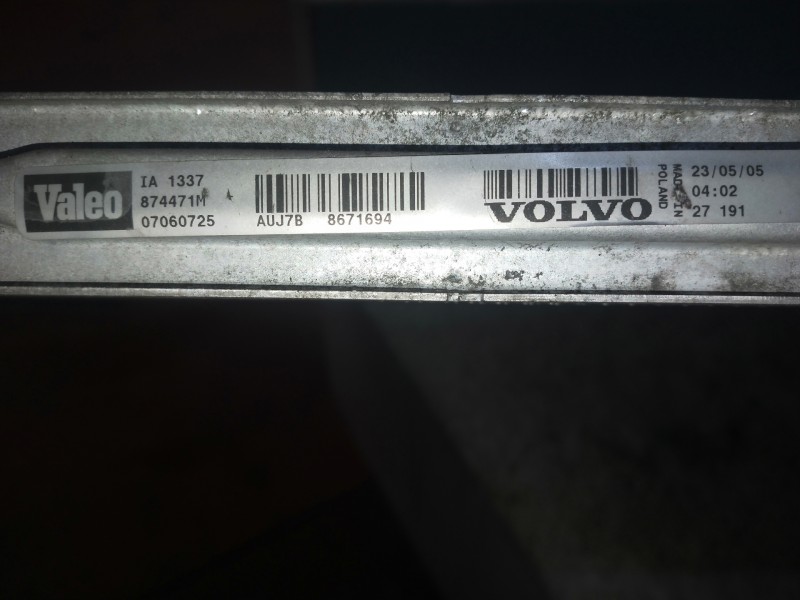 Valeo
IA 1337
874471M
07060725
AUJ7B 8671694
VOLVO
MADE IN
POLAND
23/05/05
04:02
27 191